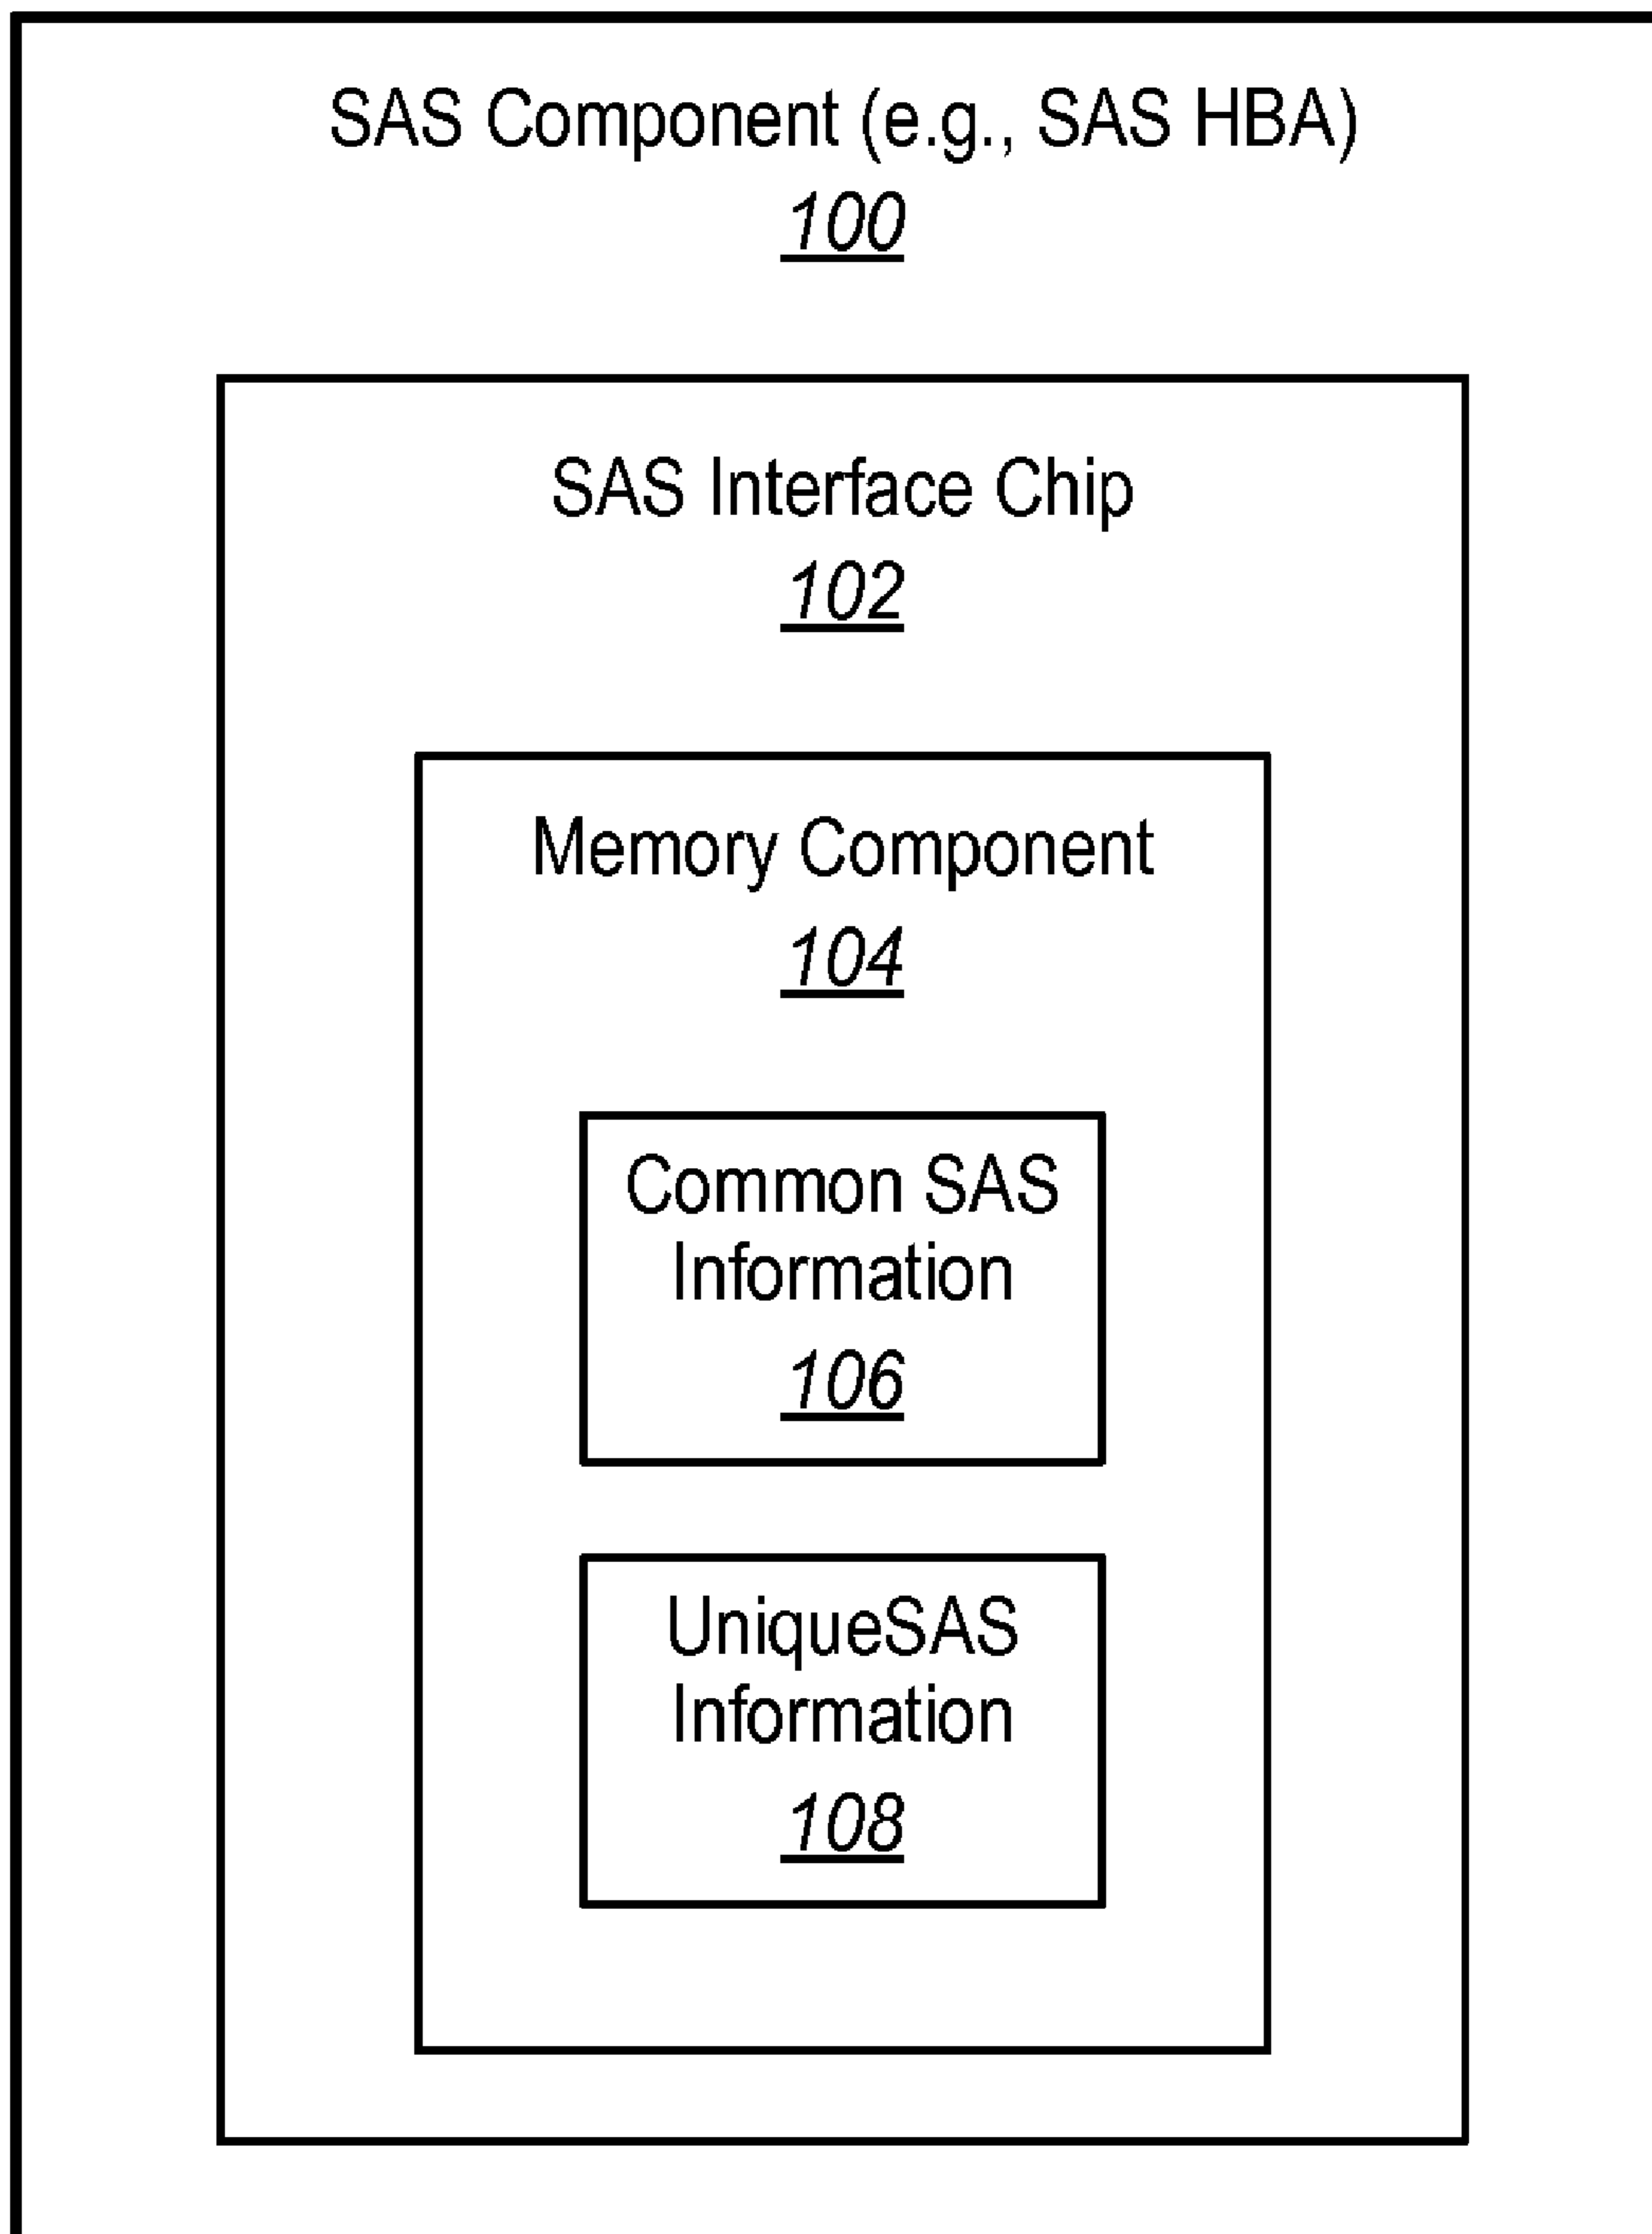 SAS Component (e.g., SAS HBA)
100
SAS Interface Chip
102
Memory Component
104
Common SAS
Information
106
UniqueSAS
Information
108